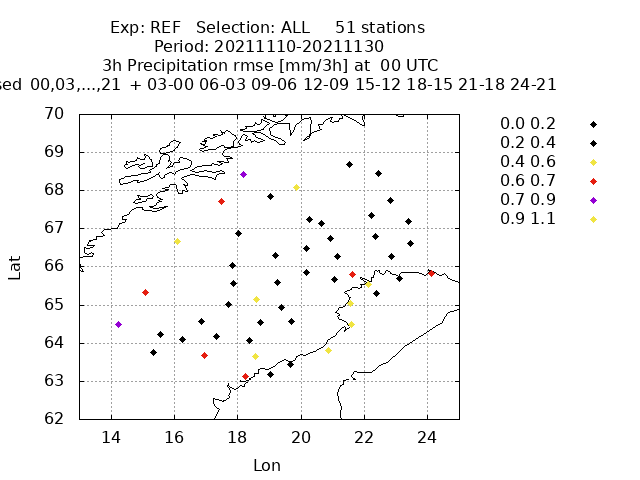 Exp: REF   Selection: ALL     51 stations
Period: 20211110-20211130
3h Precipitation rmse [mm/3h] at  00 UTC
00,03,...,21  + 03-00 06-03 09-06 12-09 15-12 18-15 21-18 24-21
0.0 0.2
0.2 0.4
0.4 0.6
0.6 0.7
0.7 0.9
0.9 1.1
70
69
68
67
66
65
64
63
62
Lat
14 16 18 20 22 24
Lon